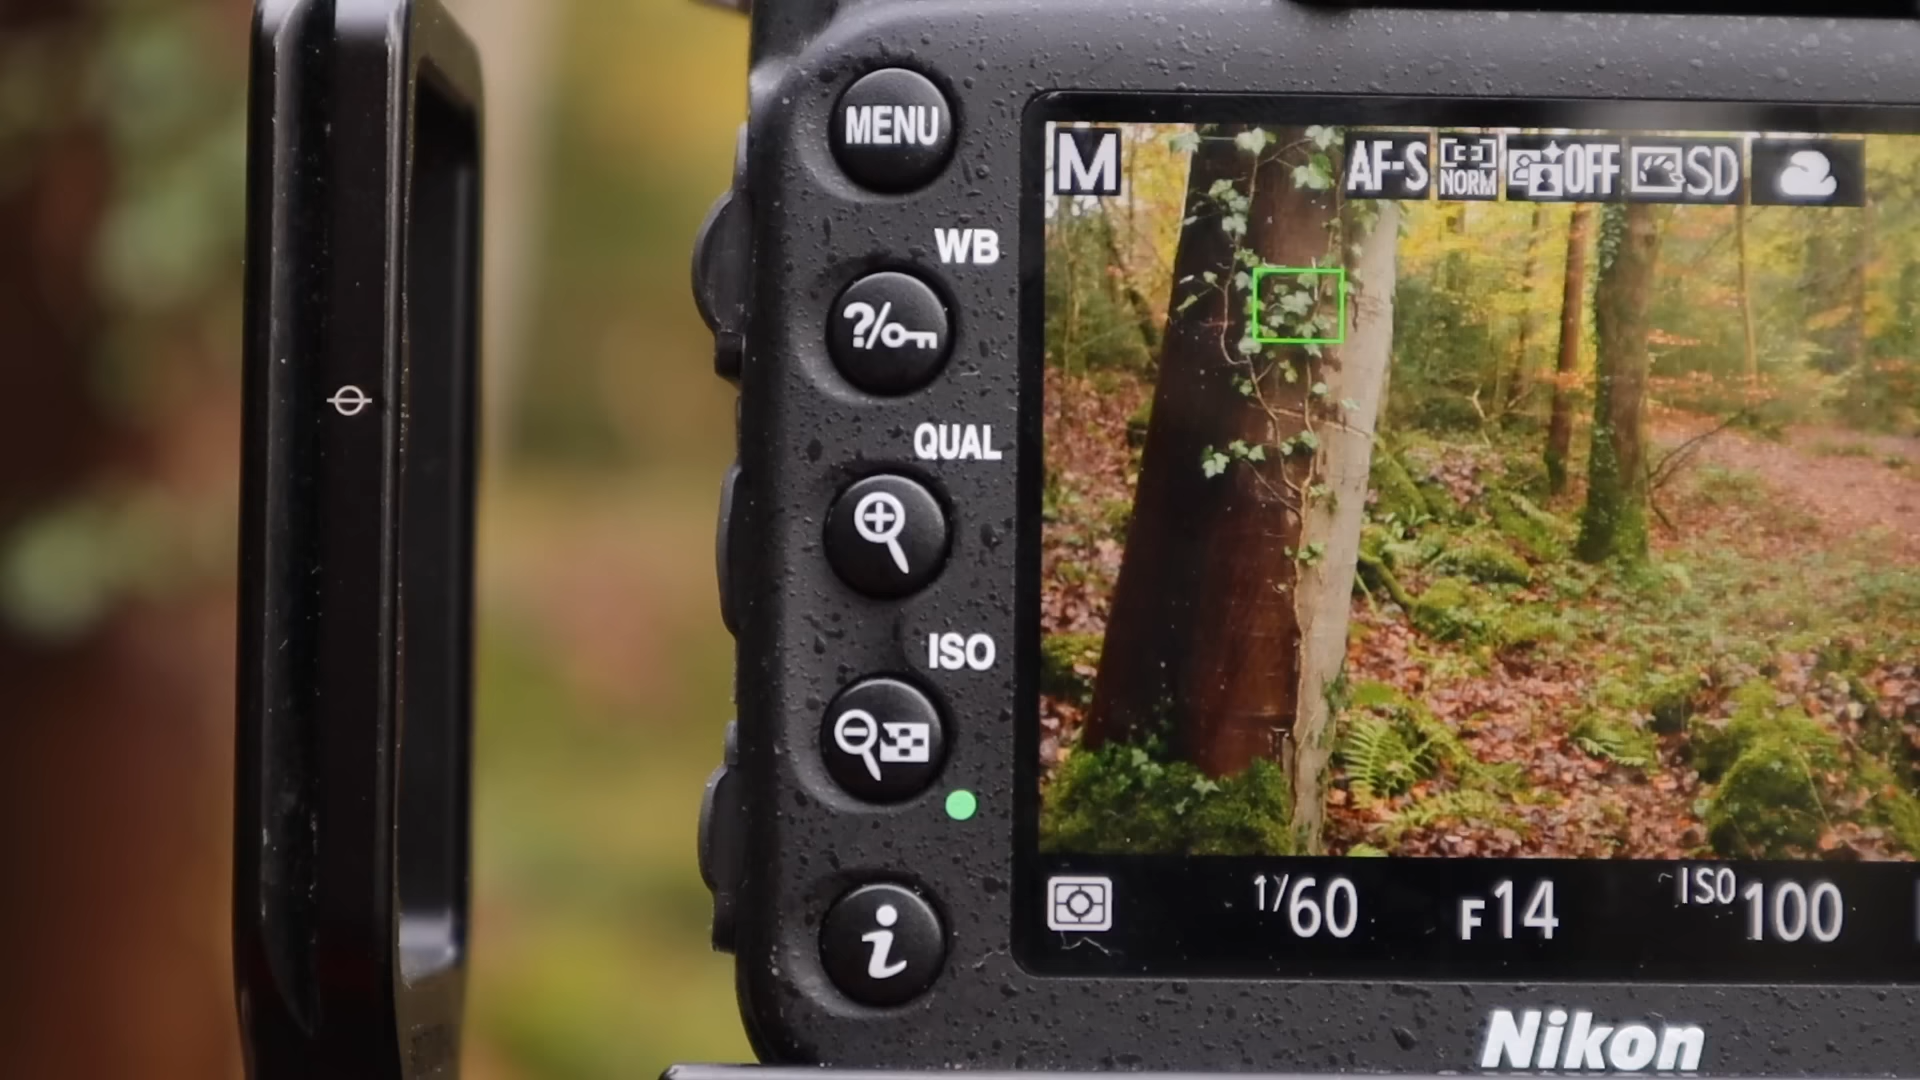 MENU
M AF-S NORM OFF SD
WB
?/
QUAL
ISO
i
1/60 F14 ISO 100
Nikon